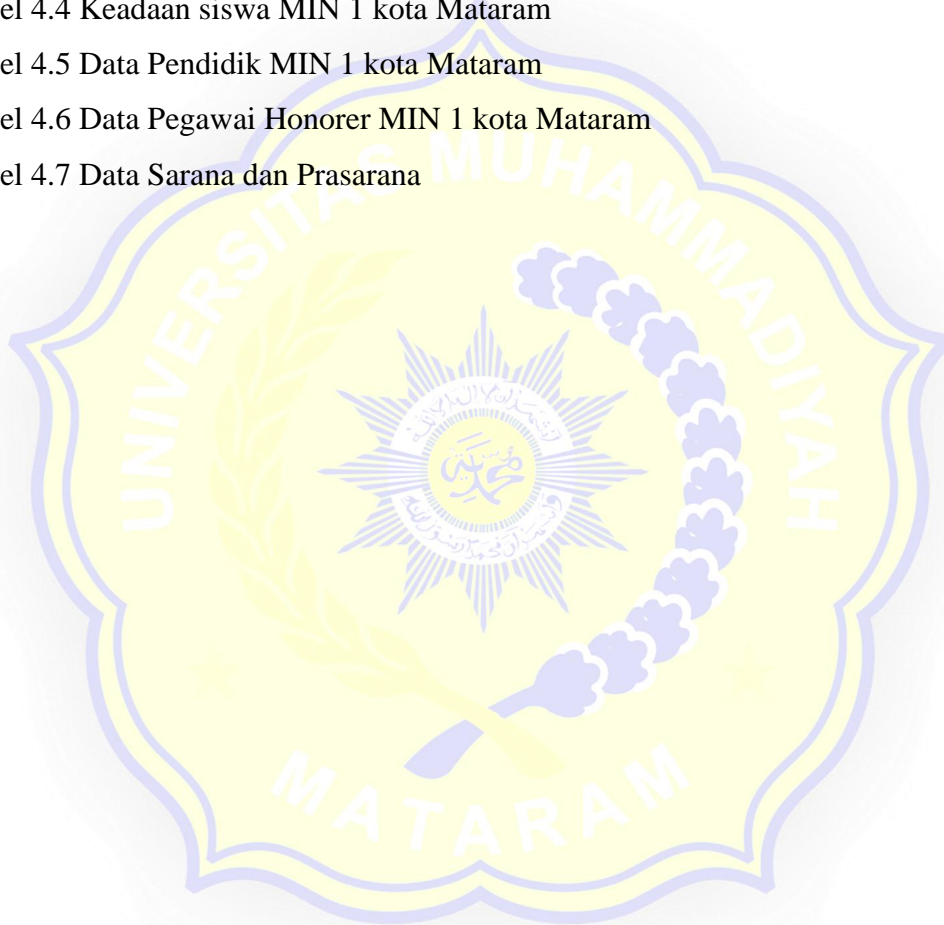 el 4.4 Keadaan siswa MIN 1 kota Mataram
el 4.5 Data Pendidik MIN 1 kota Mataram
el 4.6 Data Pegawai Honorer MIN 1 kota Mataram
el 4.7 Data Sarana dan Prasarana
UNIVERSITAS MUHAMMADIYAH
محمد
MATARAM